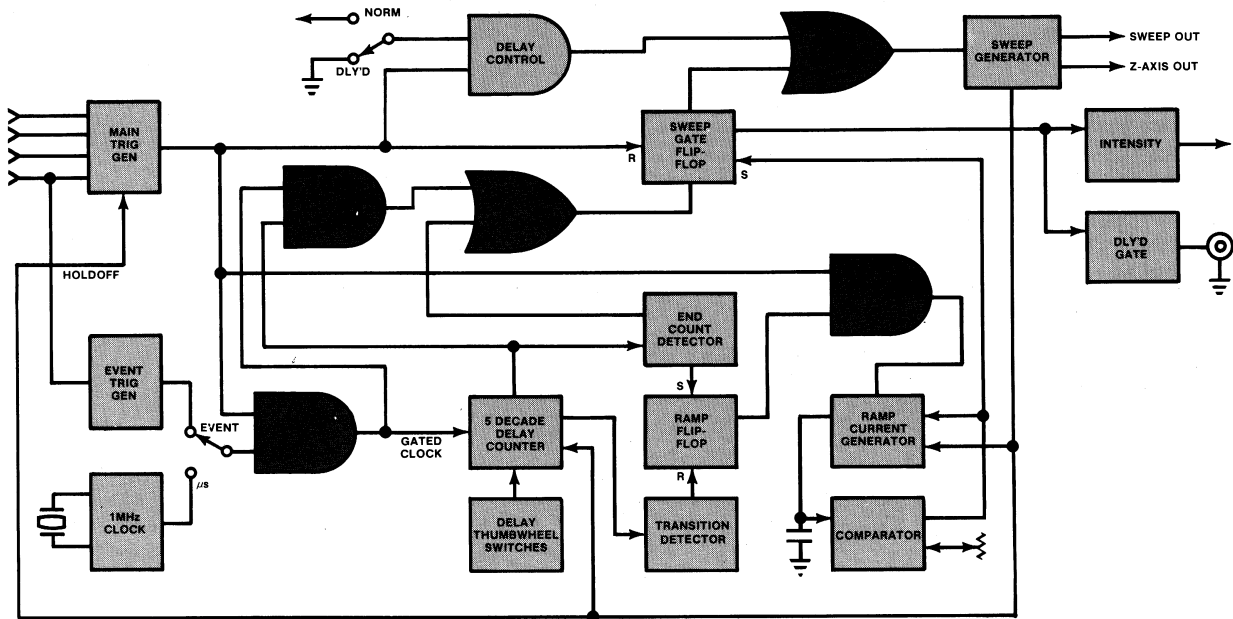 NORM
DLY'D
DELAY
CONTROL
SWEEP
GENERATOR
SWEEP OUT
Z-AXIS OUT
MAIN
TRIG
GEN
R
SWEEP
GATE
FLIP-
FLOP
S
INTENSITY
DLY'D
GATE
HOLDOFF
END
COUNT
DETECTOR
S
EVENT
TRIG
GEN
EVENT
GATED
CLOCK
5 DECADE
DELAY
COUNTER
RAMP
FLIP-
FLOP
R
RAMP
CURRENT
GENERATOR
μs
1MHz
CLOCK
DELAY
THUMBWHEEL
SWITCHES
TRANSITION
DETECTOR
COMPARATOR